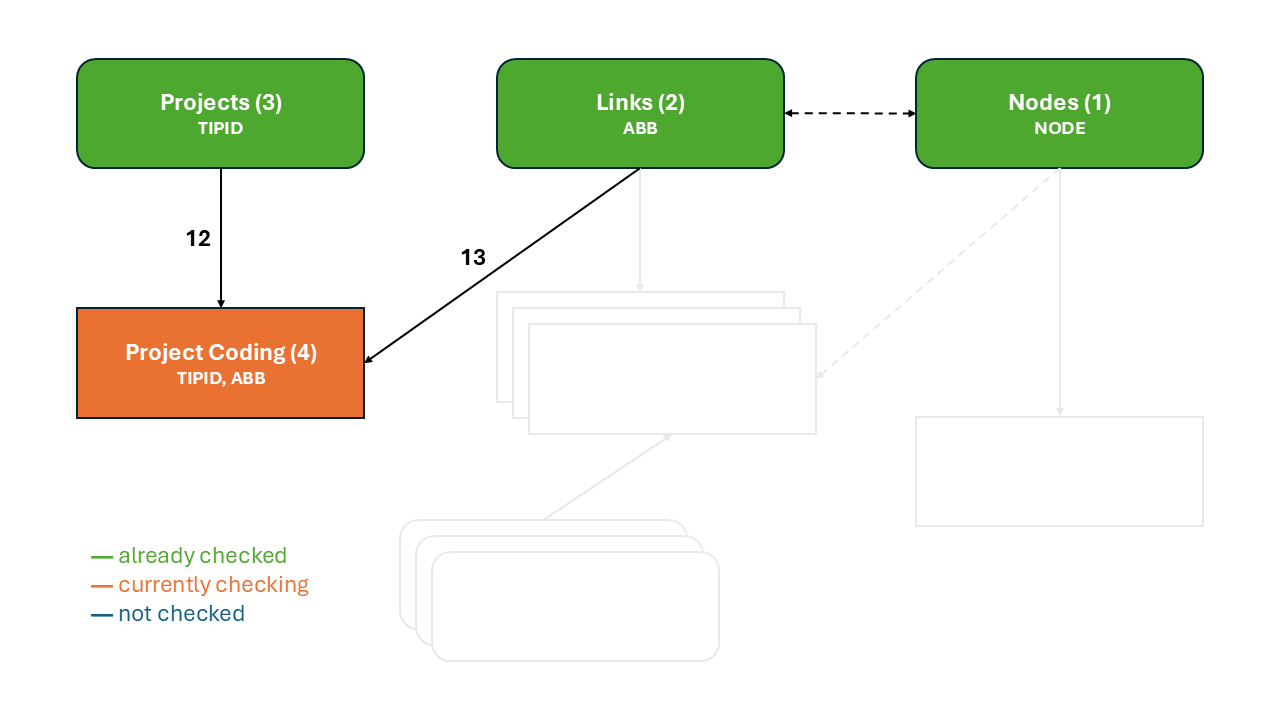 Projects (3)
TIPID
Links (2)
ABB
Nodes (1)
NODE
12
13
Project Coding (4)
TIPID, ABB
already checked
currently checking
not checked